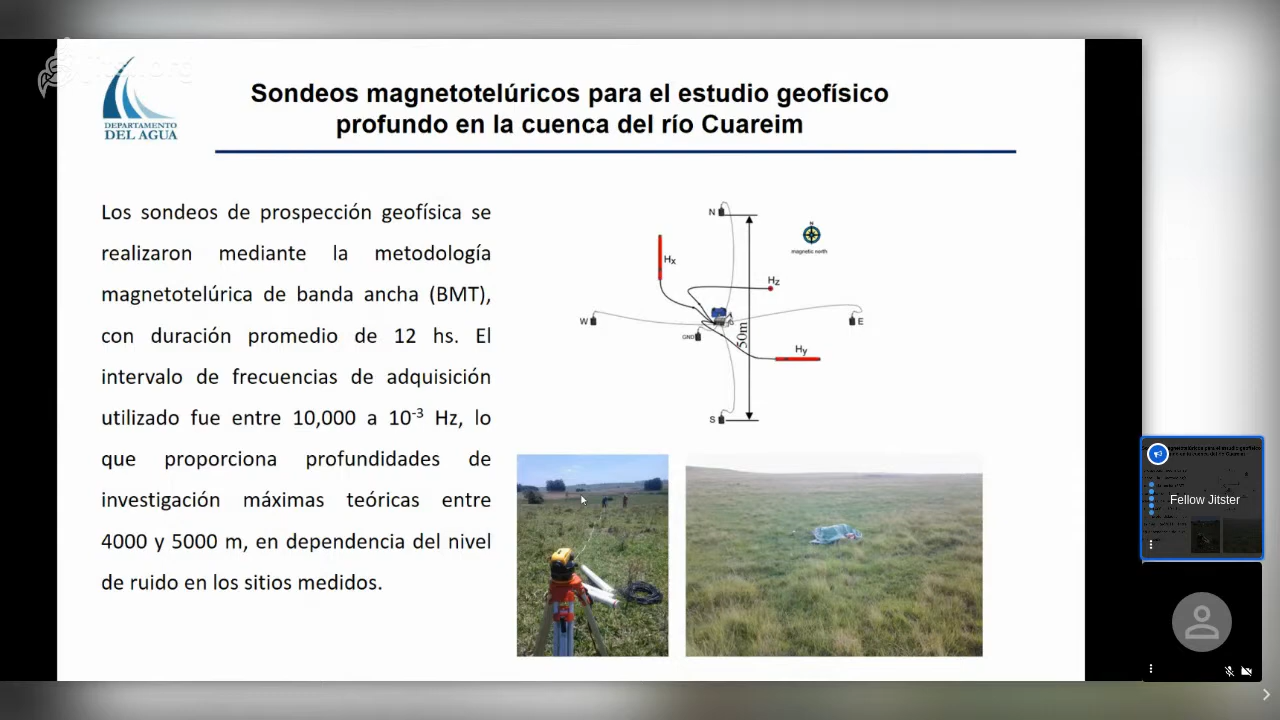 Sondeos magnetotelúricos para el estudio geofísico
profundo en la cuenca del río Cuareim
DEPARTAMENTO
DEL AGUA
Los sondeos de prospección geofísica se
realizaron mediante la metodología
magnetotelúrica de banda ancha (BMT),
con duración promedio de 12 hs. El
intervalo de frecuencias de adquisición
utilizado fue entre 10,000 a 10⁻³ Hz, lo
que proporciona profundidades de
investigación máximas teóricas entre
4000 y 5000 m, en dependencia del nivel
de ruido en los sitios medidos.
N
N
magnetic north
Hx
Hz
W
E
GND
50m
Hy
S
Fellow Jitster